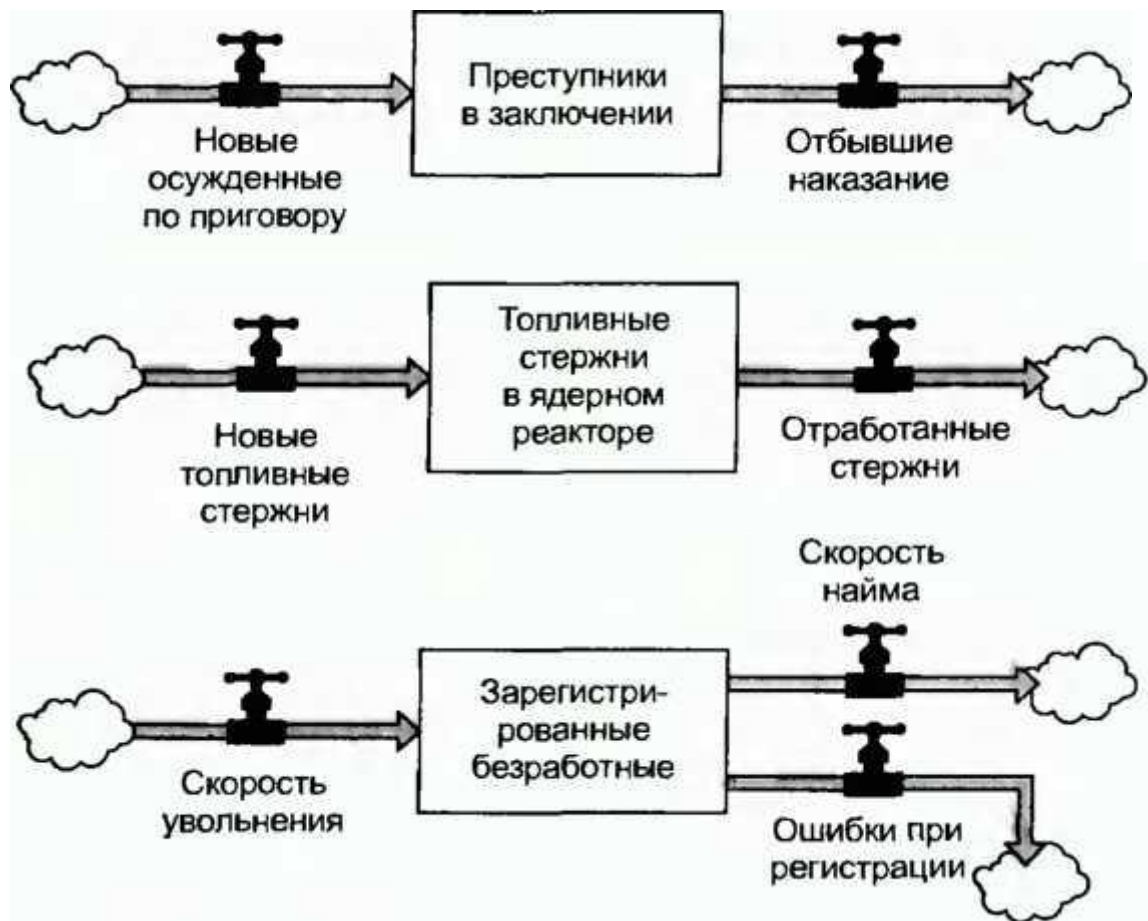 Преступники
в заключении
Новые
осужденные
по приговору
Отбывшие
наказание
Топливные
стержни
в ядерном
реакторе
Новые
топливные
стержни
Отработанные
стержни
Скорость
найма
Зарегистри-
рованные
безработные
Скорость
увольнения
Ошибки при
регистрации